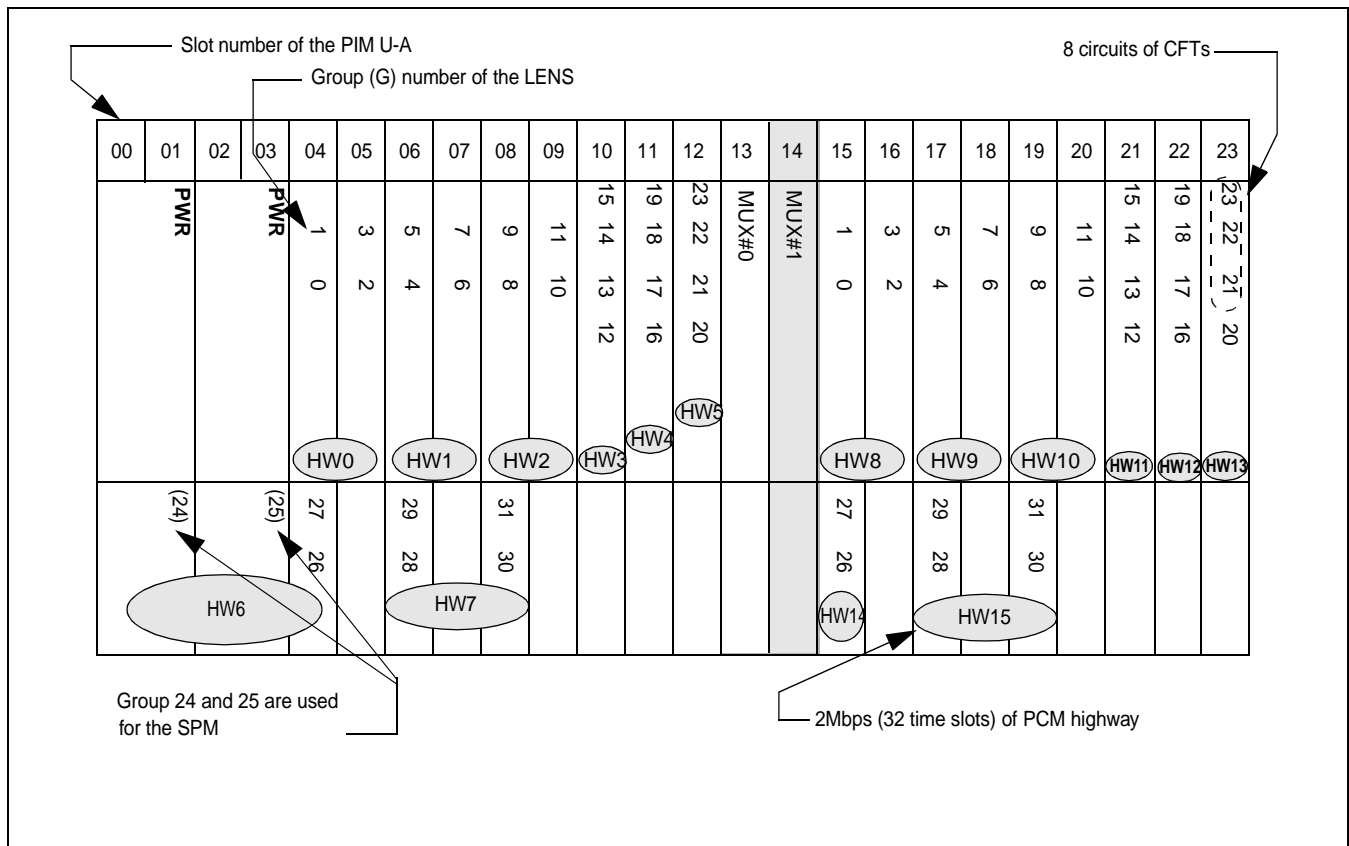 Slot number of the PIM U-A
8 circuits of CFTs
Group (G) number of the LENS
00 01 02 03 04 05 06 07 08 09 10 11 12 13 14 15 16 17 18 19 20 21 22 23
PWR PWR 1 3 5 7 9 11 15 19 23 MUX#0 MUX#1 1 3 5 7 9 11 15 19 23
14 18 22 14 18 22
0 2 4 6 8 10 13 17 21 0 2 4 6 8 10 13 17 21
12 16 20 12 16 20
HW5
HW4
HW0 HW1 HW2 HW3 HW8 HW9 HW10 HW11 HW12 HW13
(24) (25) 27 29 31 27 29 31
26 28 30 26 28 30
HW6 HW7 HW14 HW15
Group 24 and 25 are used
for the SPM
2Mbps (32 time slots) of PCM highway